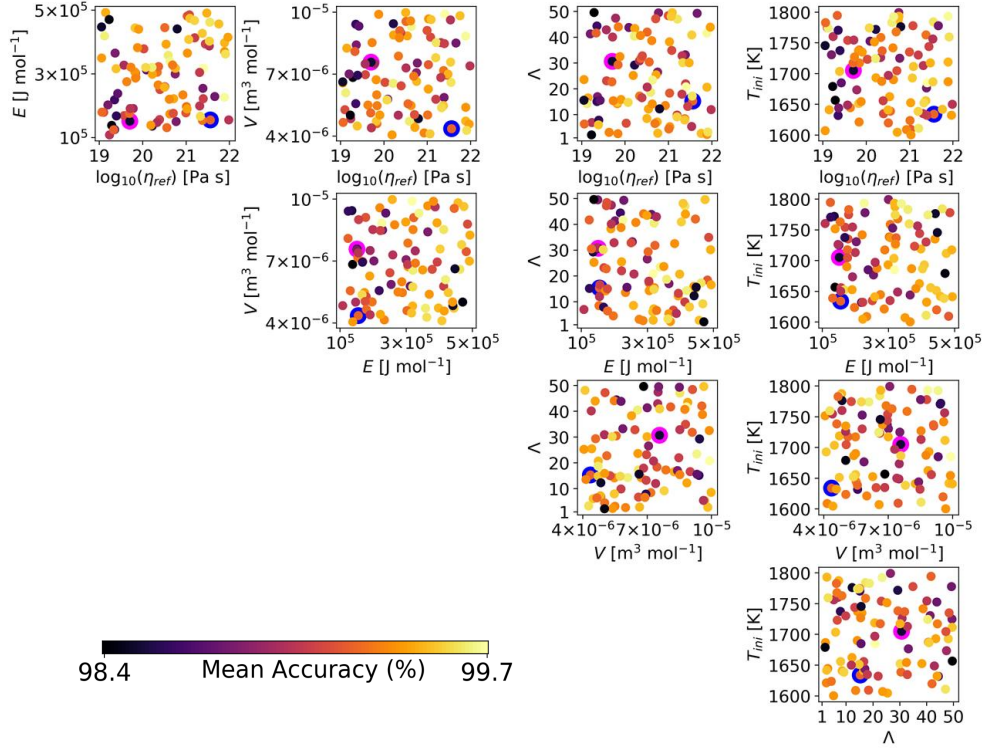 5×10⁵
3×10⁵
1×10⁵
E [J mol⁻¹]
19 20 21 22
log₁₀(η_ref) [Pa s]
10⁻⁵
7×10⁻⁶
4×10⁻⁶
V [m³ mol⁻¹]
19 20 21 22
log₁₀(η_ref) [Pa s]
50
40
30
20
10
1
Λ
19 20 21 22
log₁₀(η_ref) [Pa s]
1800
1750
1700
1650
1600
T_ini [K]
19 20 21 22
log₁₀(η_ref) [Pa s]
10⁻⁵
7×10⁻⁶
4×10⁻⁶
V [m³ mol⁻¹]
10⁵ 3×10⁵ 5×10⁵
E [J mol⁻¹]
50
40
30
20
10
1
Λ
10⁵ 3×10⁵ 5×10⁵
E [J mol⁻¹]
1800
1750
1700
1650
1600
T_ini [K]
10⁵ 3×10⁵ 5×10⁵
E [J mol⁻¹]
50
40
30
20
10
1
Λ
4×10⁻⁶ 7×10⁻⁶ 10⁻⁵
V [m³ mol⁻¹]
1800
1750
1700
1650
1600
T_ini [K]
4×10⁻⁶ 7×10⁻⁶ 10⁻⁵
V [m³ mol⁻¹]
1800
1750
1700
1650
1600
T_ini [K]
1 10 20 30 40 50
Λ
98.4 Mean Accuracy (%) 99.7